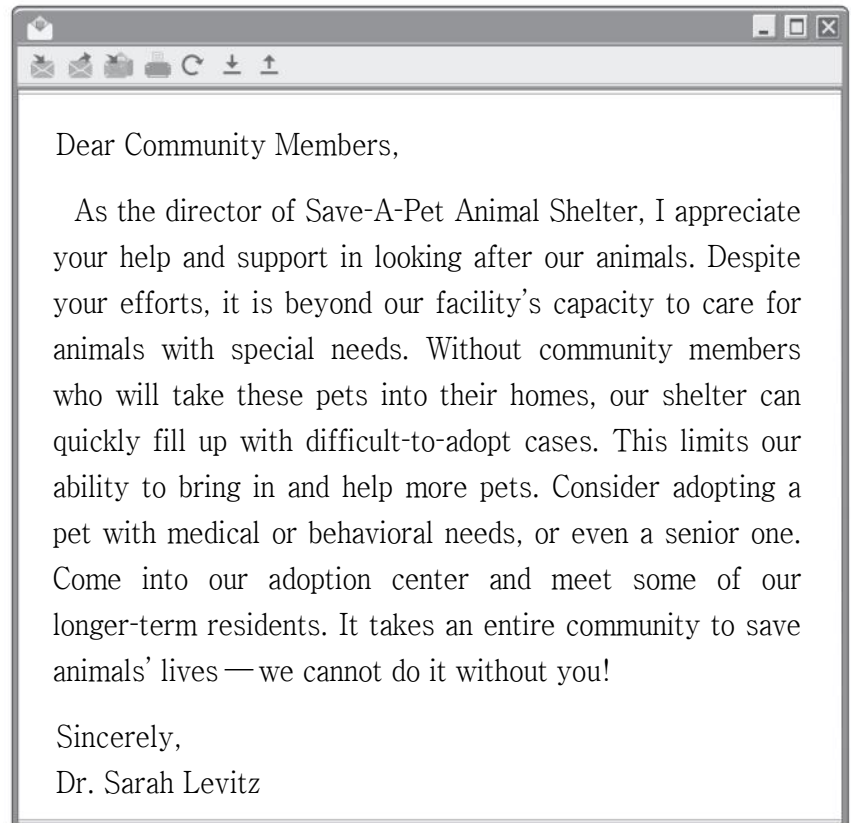 Dear Community Members,
As the director of Save-A-Pet Animal Shelter, I appreciate
your help and support in looking after our animals. Despite
your efforts, it is beyond our facility's capacity to care for
animals with special needs. Without community members
who will take these pets into their homes, our shelter can
quickly fill up with difficult-to-adopt cases. This limits our
ability to bring in and help more pets. Consider adopting a
pet with medical or behavioral needs, or even a senior one.
Come into our adoption center and meet some of our
longer-term residents. It takes an entire community to save
animals' lives — we cannot do it without you!
Sincerely,
Dr. Sarah Levitz